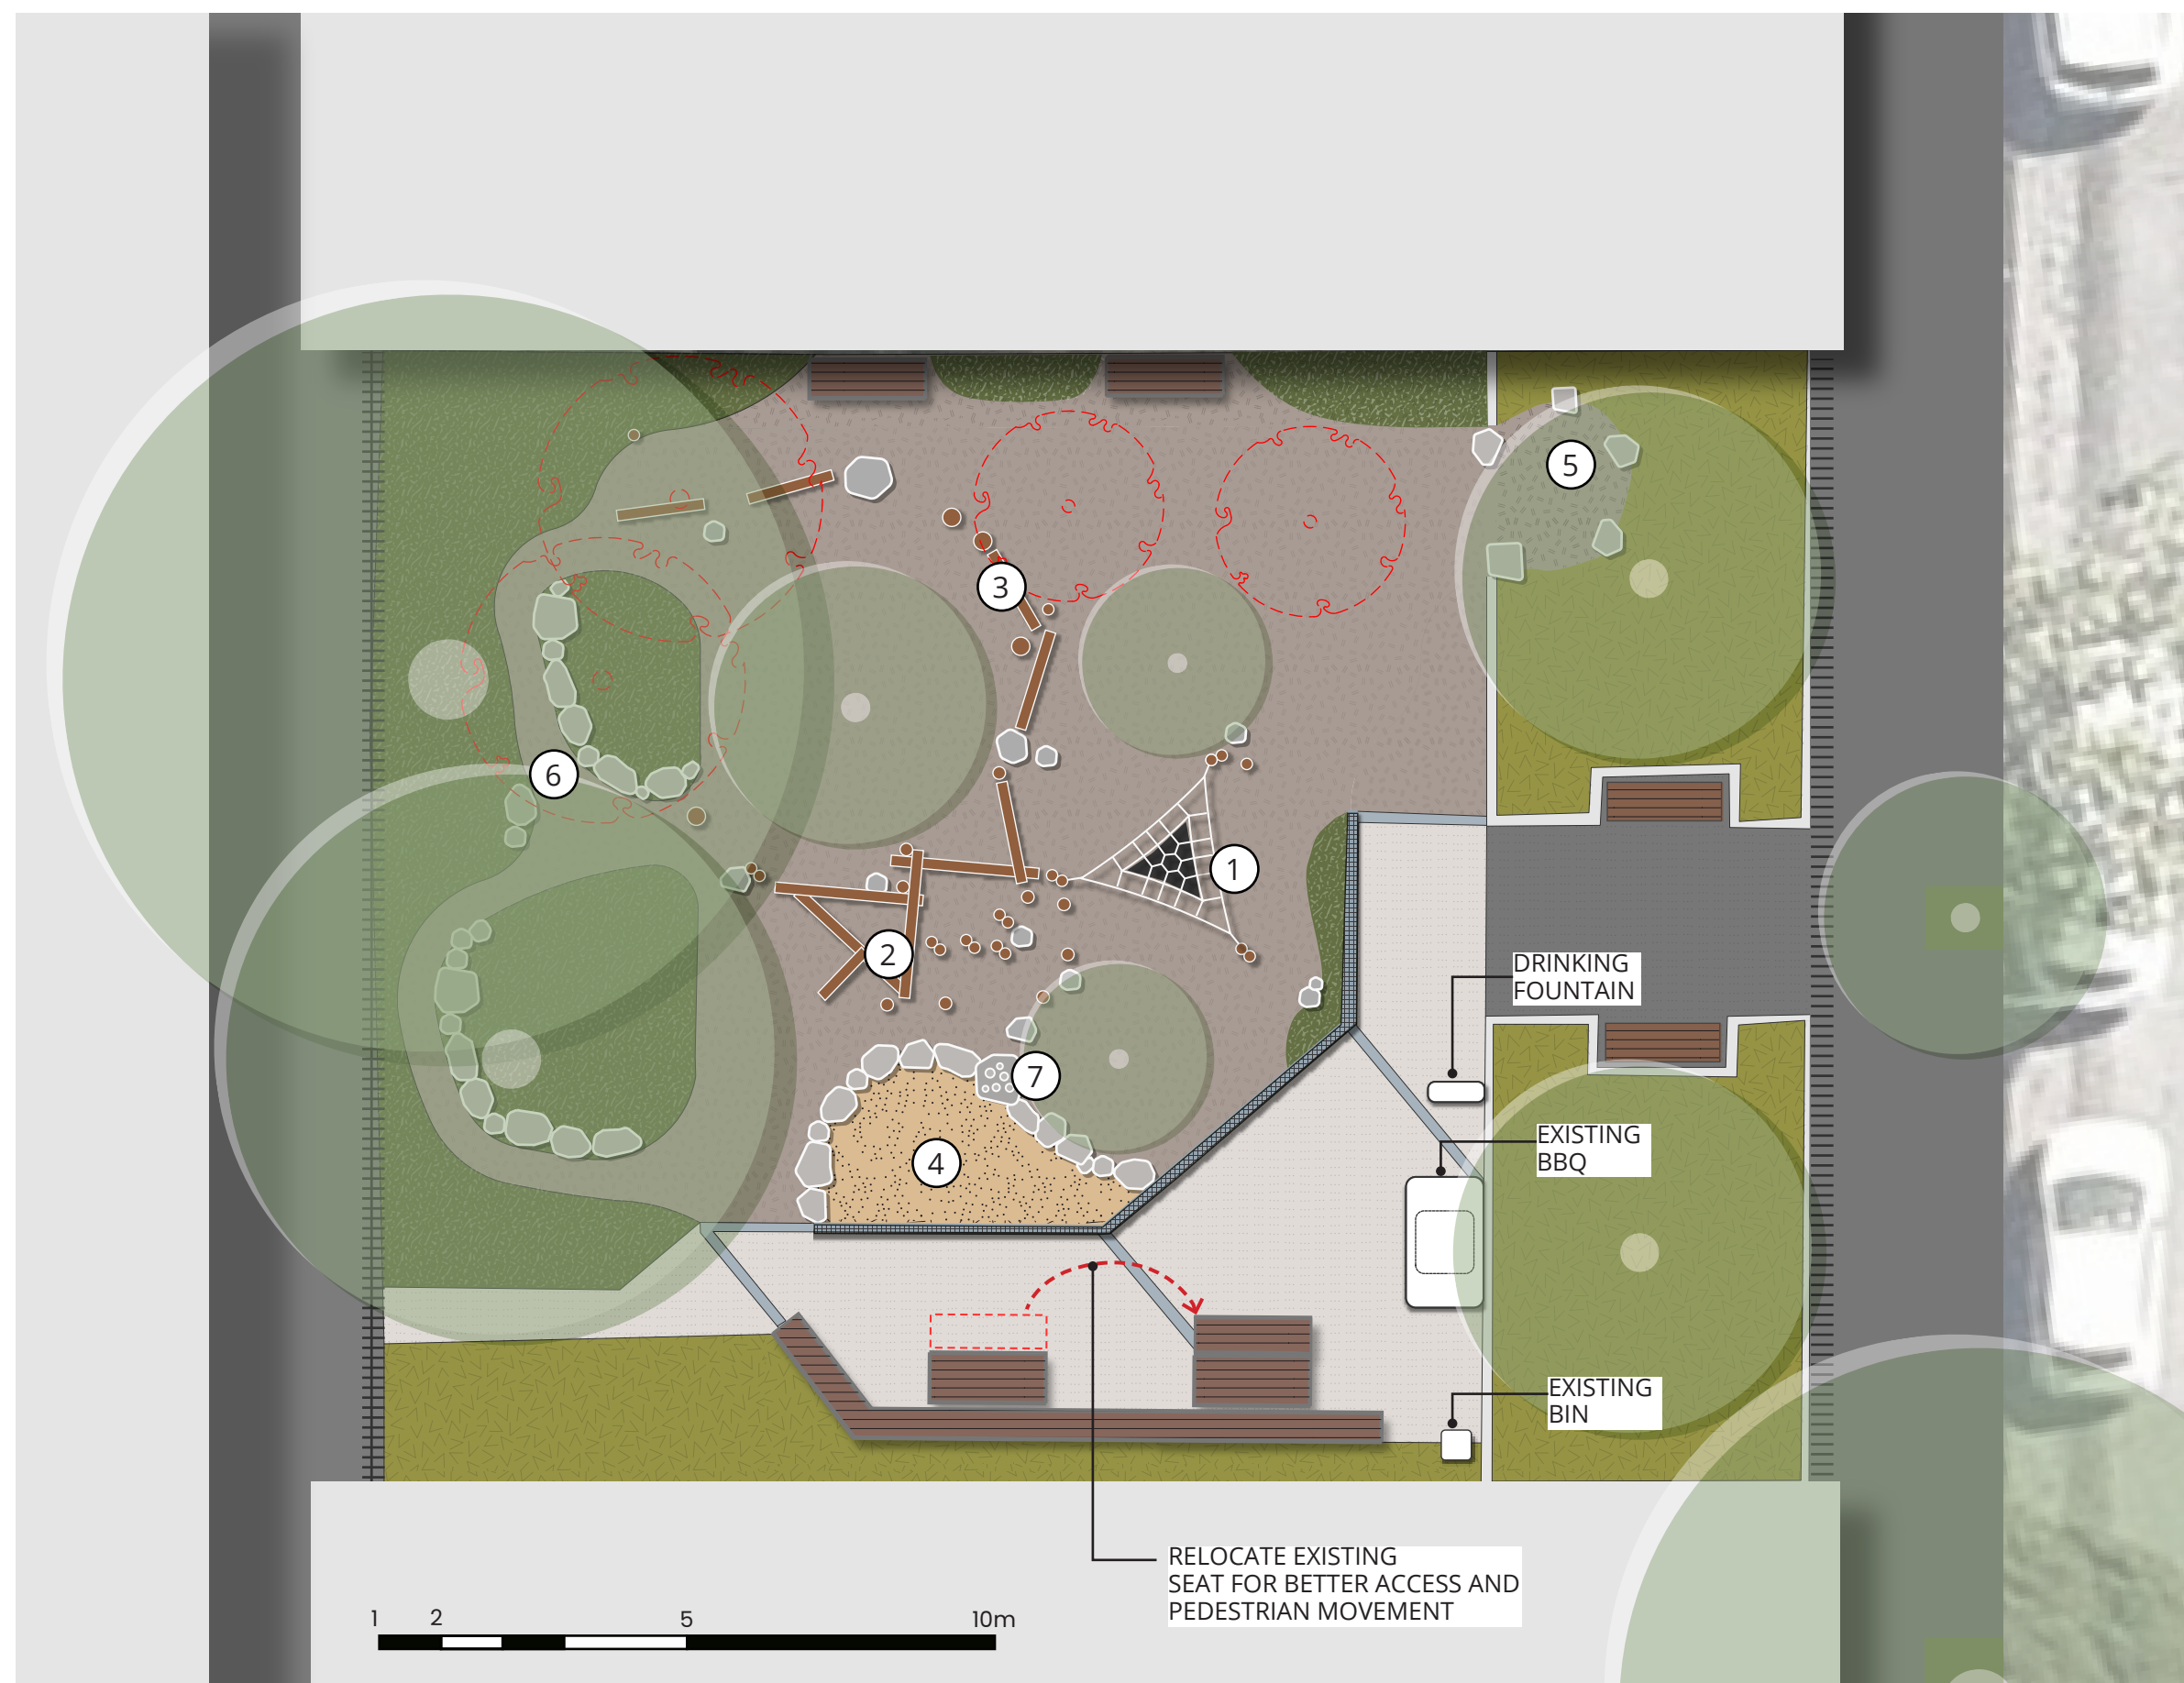 5
3
6
1
2
DRINKING
FOUNTAIN
7
EXISTING
BBQ
4
EXISTING
BIN
RELOCATE EXISTING
SEAT FOR BETTER ACCESS AND
PEDESTRIAN MOVEMENT
1 2 5 10m